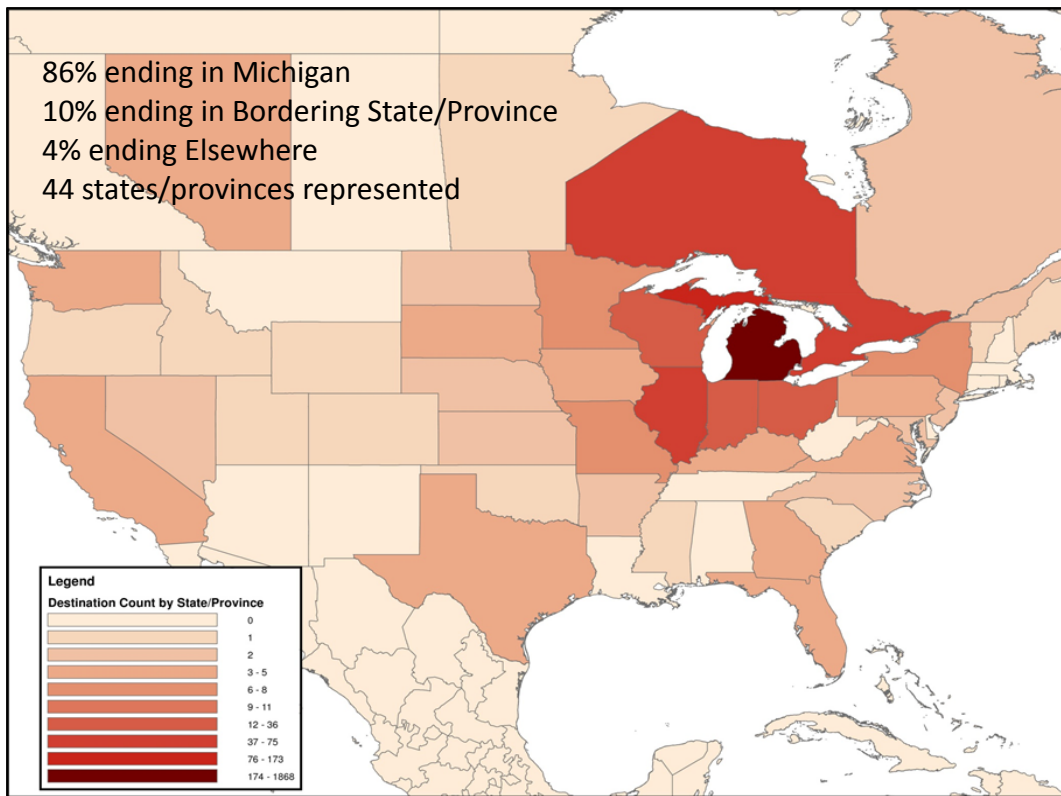 86% ending in Michigan
10% ending in Bordering State/Province
4% ending Elsewhere
44 states/provinces represented
Legend
Destination Count by State/Province
0
1
2
3 - 5
6 - 8
9 - 11
12 - 36
37 - 75
76 - 173
174 - 1868